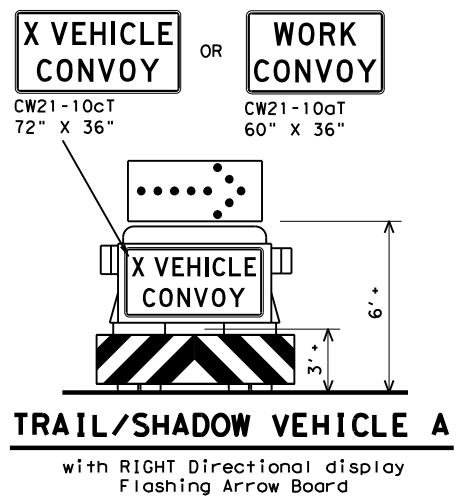 X VEHICLE
CONVOY
OR
WORK
CONVOY
CW21-10cT
72" X 36"
CW21-10aT
60" X 36"
X VEHICLE
CONVOY
6'+
3'+
TRAIL/SHADOW VEHICLE A
with RIGHT Directional display
Flashing Arrow Board